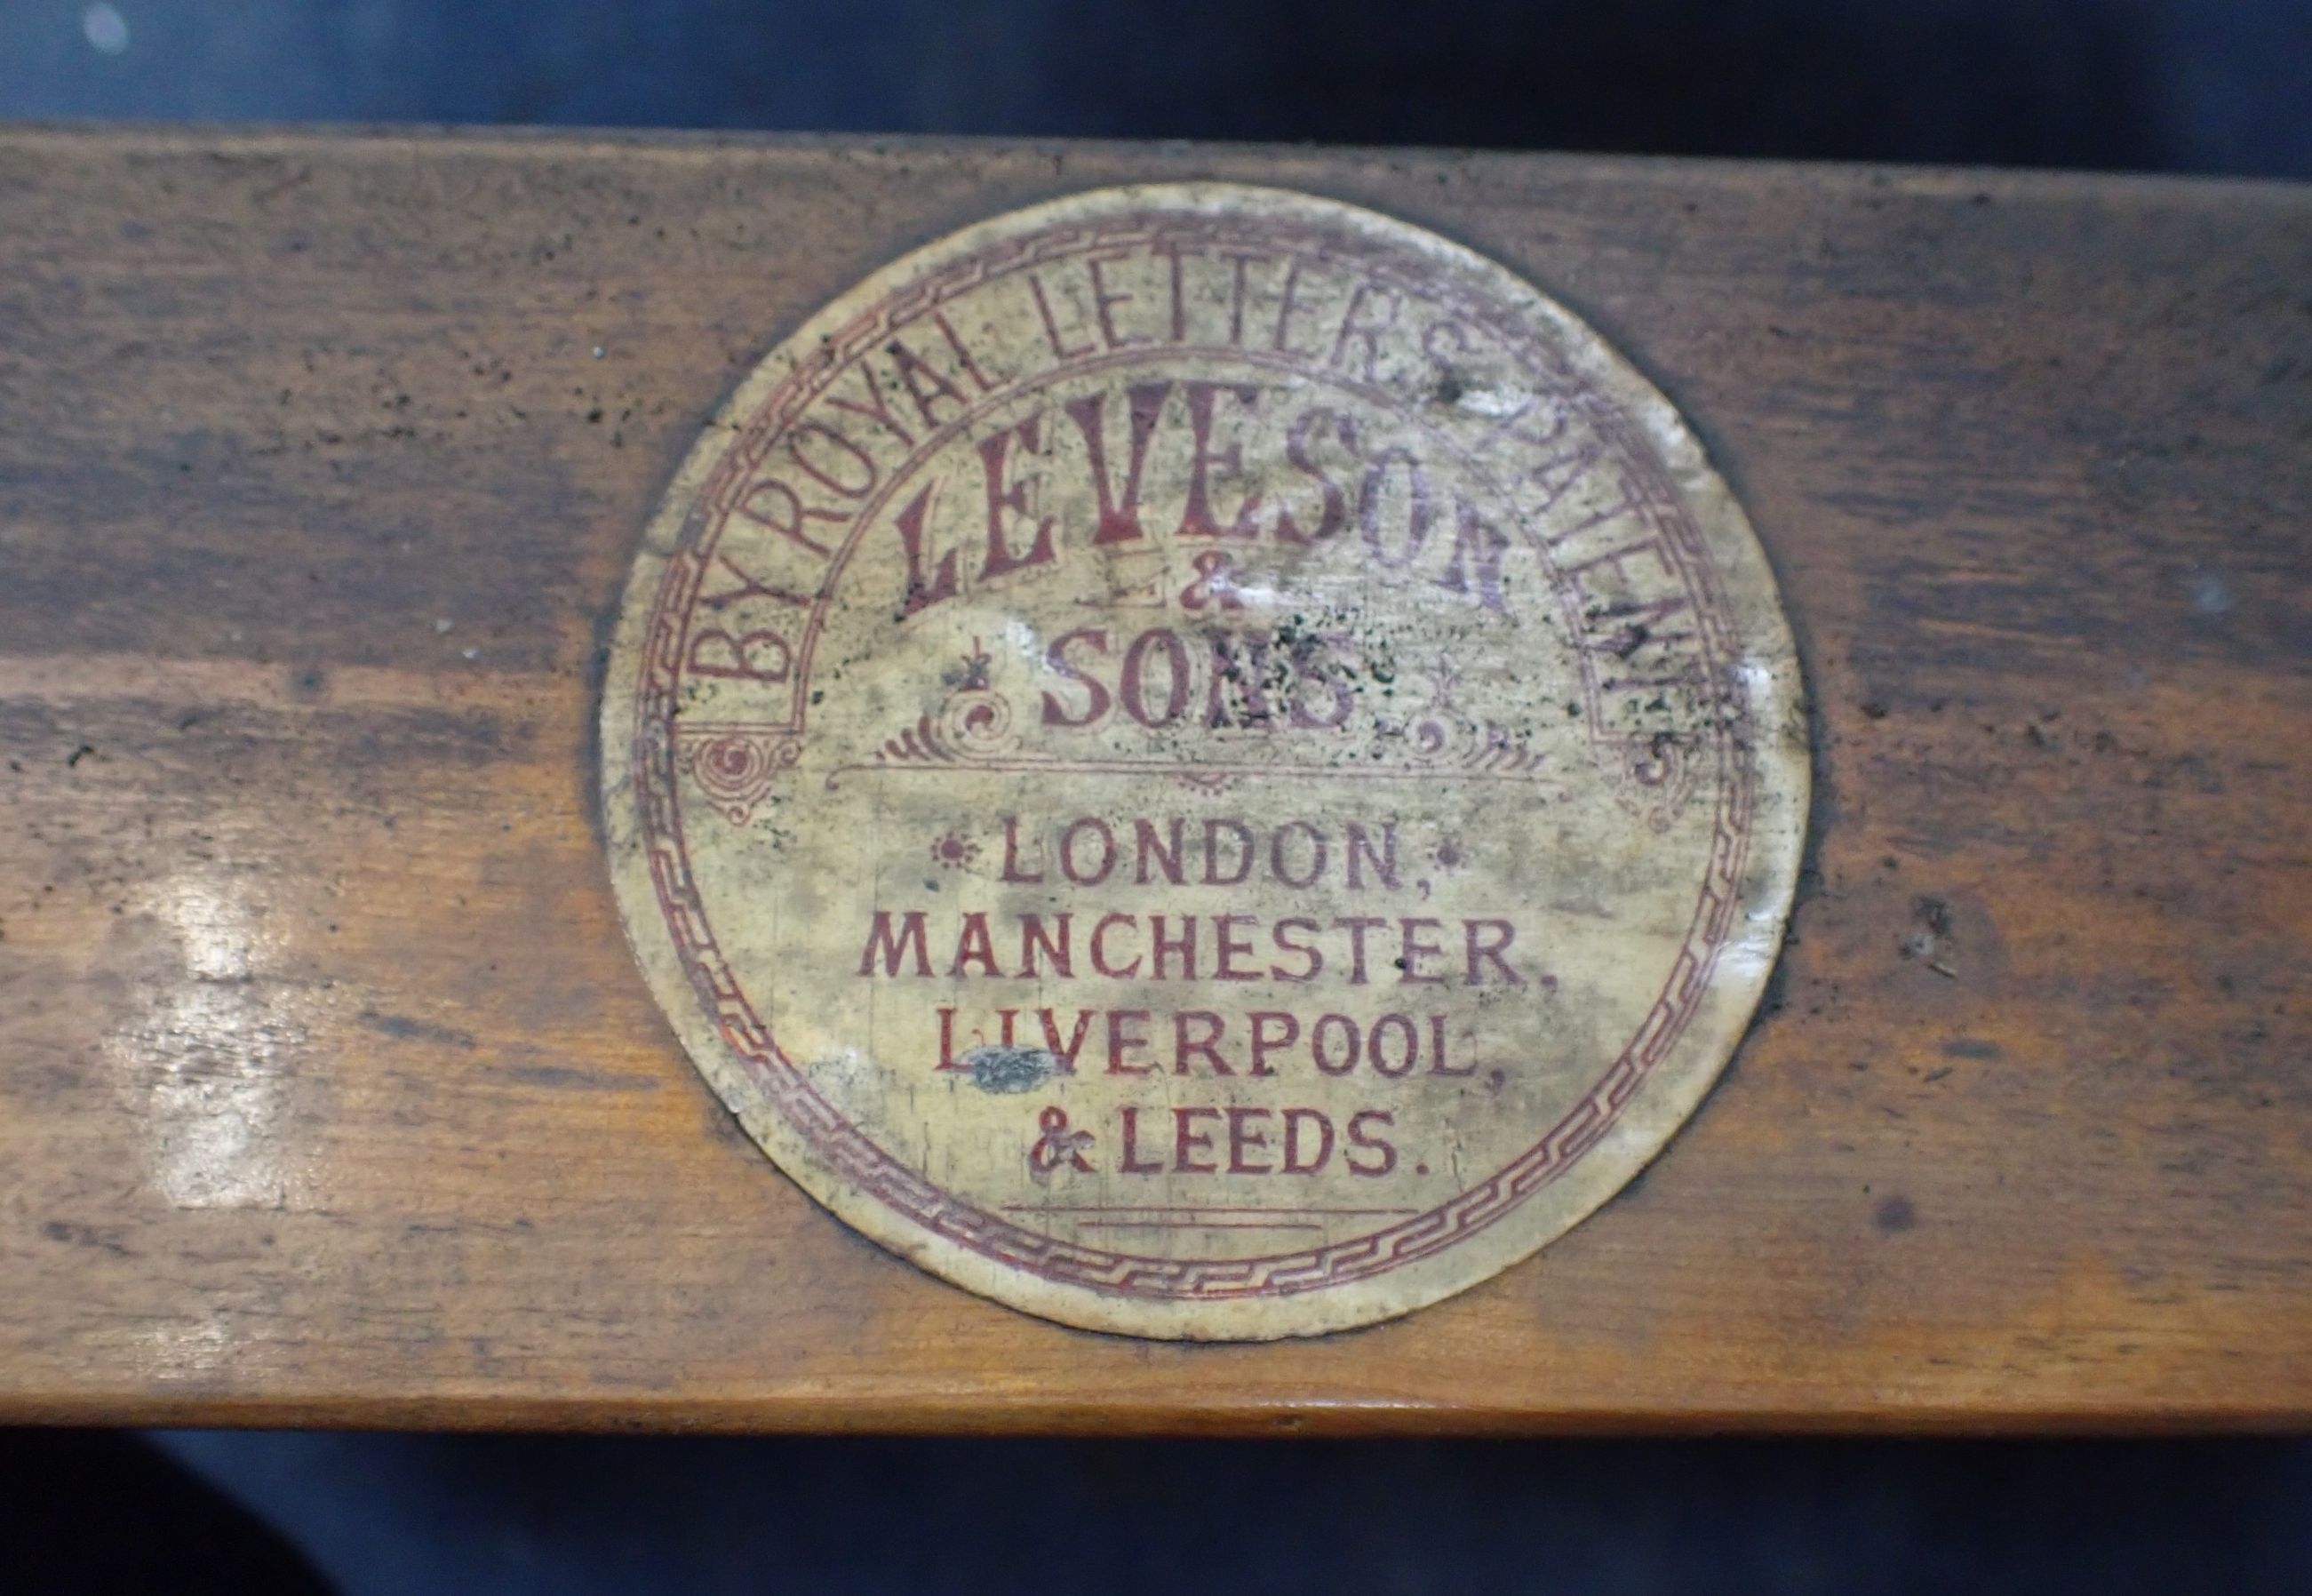 BY ROYAL LETTERS PATENT
LEVESON
&
SONS
LONDON,
MANCHESTER,
LIVERPOOL,
& LEEDS.